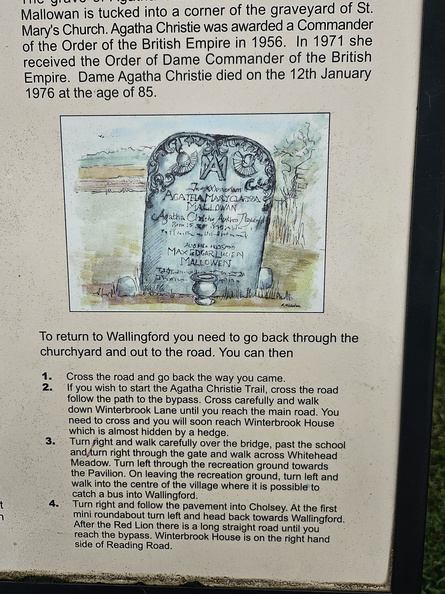 The grave of Agatha
Mallowan is tucked into a corner of the graveyard of St.
Mary's Church. Agatha Christie was awarded a Commander
of the Order of the British Empire in 1956. In 1971 she
received the Order of Dame Commander of the British
Empire. Dame Agatha Christie died on the 12th January
1976 at the age of 85.
AGATHA MARY CLARISSA
MALLOWAN
Agatha Christie Author
MAX EDGAR LUCIEN
MALLOWEN
To return to Wallingford you need to go back through the
churchyard and out to the road. You can then
1. Cross the road and go back the way you came.
2. If you wish to start the Agatha Christie Trail, cross the road
follow the path to the bypass. Cross carefully and walk
down Winterbrook Lane until you reach the main road. You
need to cross and you will soon reach Winterbrook House
which is almost hidden by a hedge.
3. Turn right and walk carefully over the bridge, past the school
and turn right through the gate and walk across Whitehead
Meadow. Turn left through the recreation ground towards
the Pavilion. On leaving the recreation ground, turn left and
walk into the centre of the village where it is possible to
catch a bus into Wallingford.
4. Turn right and follow the pavement into Cholsey. At the first
mini roundabout turn left and head back towards Wallingford.
After the Red Lion there is a long straight road until you
reach the bypass. Winterbrook House is on the right hand
side of Reading Road.